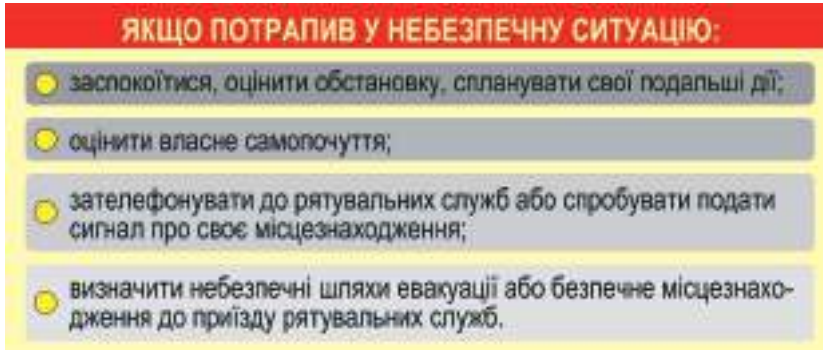 ЯКЩО ПОТРАПИВ У НЕБЕЗПЕЧНУ СИТУАЦІЮ:
заспокоїтися, оцінити обстановку, спланувати свої подальші дії;
оцінити власне самопочуття;
зателефонувати до рятувальних служб або спробувати подати
сигнал про своє місцезнаходження;
визначити небезпечні шляхи евакуації або безпечне місцезнахо-
дження до приїзду рятувальних служб.